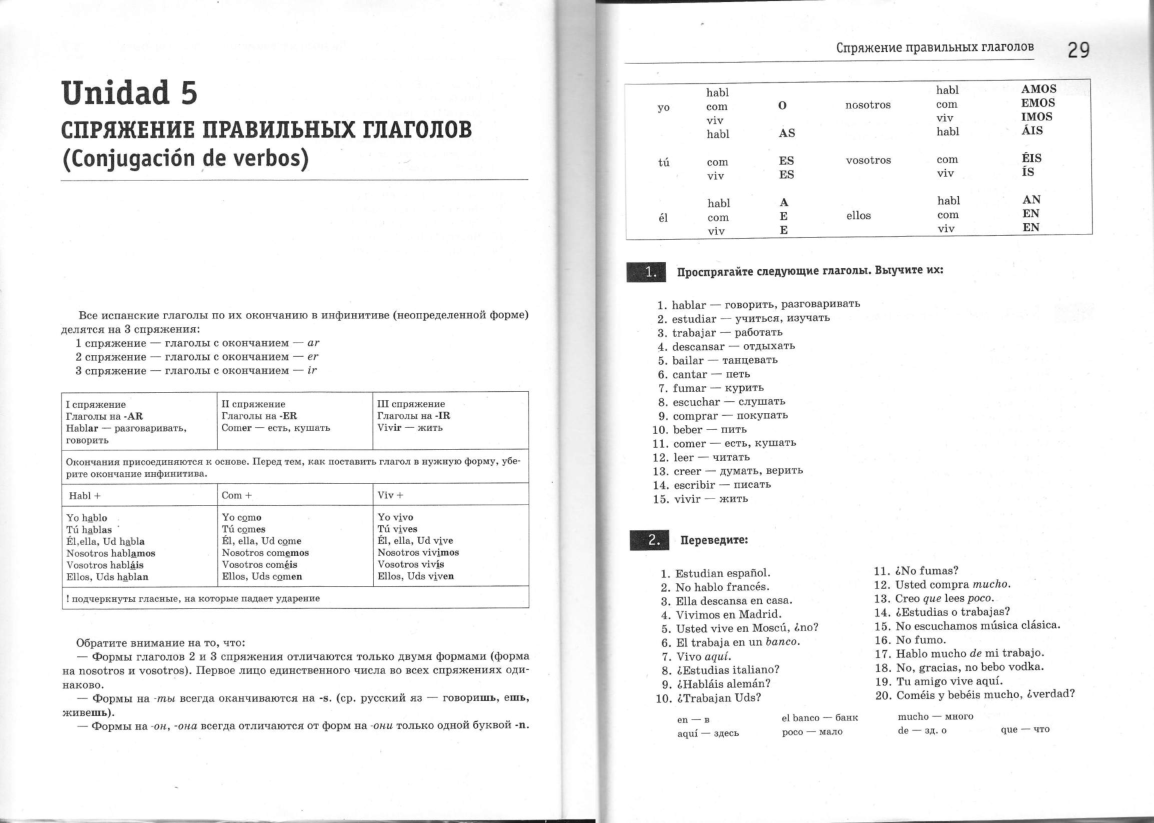 Unidad 5
СПРЯЖЕНИЕ ПРАВИЛЬНЫХ ГЛАГОЛОВ
(Conjugación de verbos)
Все испанские глаголы по их окончанию в инфинитиве (неопределенной форме)
делятся на 3 спряжения:
1 спряжение — глаголы с окончанием — ar
2 спряжение — глаголы с окончанием — er
3 спряжение — глаголы с окончанием — ir
I спряжение
Глаголы на -AR
Hablar — разговаривать,
говорить
II спряжение
Глаголы на -ER
Comer — есть, кушать
III спряжение
Глаголы на -IR
Vivir — жить
Окончания присоединяются к основе. Перед тем, как поставить глагол в нужную форму, убе-
рите окончание инфинитива.
Habl + Com + Viv +
Yo hablo
Tú hablas
Él,ella, Ud habla
Nosotros hablamos
Vosotros habláis
Ellos, Uds hablan
Yo como
Tú comes
Él, ella, Ud come
Nosotros comemos
Vosotros coméis
Ellos, Uds comen
Yo vivo
Tú vives
Él, ella, Ud vive
Nosotros vivimos
Vosotros vivís
Ellos, Uds viven
! подчеркнуты гласные, на которые падает ударение
Обратите внимание на то, что:
— Формы глаголов 2 и 3 спряжения отличаются только двумя формами (форма
на nosotros и vosotros). Первое лицо единственного числа во всех спряжениях оди-
наково.
— Формы на -ты всегда оканчиваются на -s. (ср. русский яз — говоришь, ешь,
живешь).
— Формы на -он, -она всегда отличаются от форм на -они только одной буквой -n.
Спряжение правильных глаголов 29
habl habl AMOS
yo com O nosotros com EMOS
viv viv IMOS
habl AS habl ÁIS
tú com ES vosotros com ÉIS
viv ES viv ÍS
habl A habl AN
él com E ellos com EN
viv E viv EN
1. Проспрягайте следующие глаголы. Выучите их:
1. hablar — говорить, разговаривать
2. estudiar — учиться, изучать
3. trabajar — работать
4. descansar — отдыхать
5. bailar — танцевать
6. cantar — петь
7. fumar — курить
8. escuchar — слушать
9. comprar — покупать
10. beber — пить
11. comer — есть, кушать
12. leer — читать
13. creer — думать, верить
14. escribir — писать
15. vivir — жить
2. Переведите:
1. Estudian español.
2. No hablo francés.
3. Ella descansa en casa.
4. Vivimos en Madrid.
5. Usted vive en Moscú, ¿no?
6. El trabaja en un banco.
7. Vivo aquí.
8. ¿Estudias italiano?
9. ¿Habláis alemán?
10. ¿Trabajan Uds?
11. ¿No fumas?
12. Usted compra mucho.
13. Creo que lees poco.
14. ¿Estudias o trabajas?
15. No escuchamos música clásica.
16. No fumo.
17. Hablo mucho de mi trabajo.
18. No, gracias, no bebo vodka.
19. Tu amigo vive aquí.
20. Coméis y bebéis mucho, ¿verdad?
en — в el banco — банк mucho — много
aquí — здесь poco — мало de — зд. о que — что